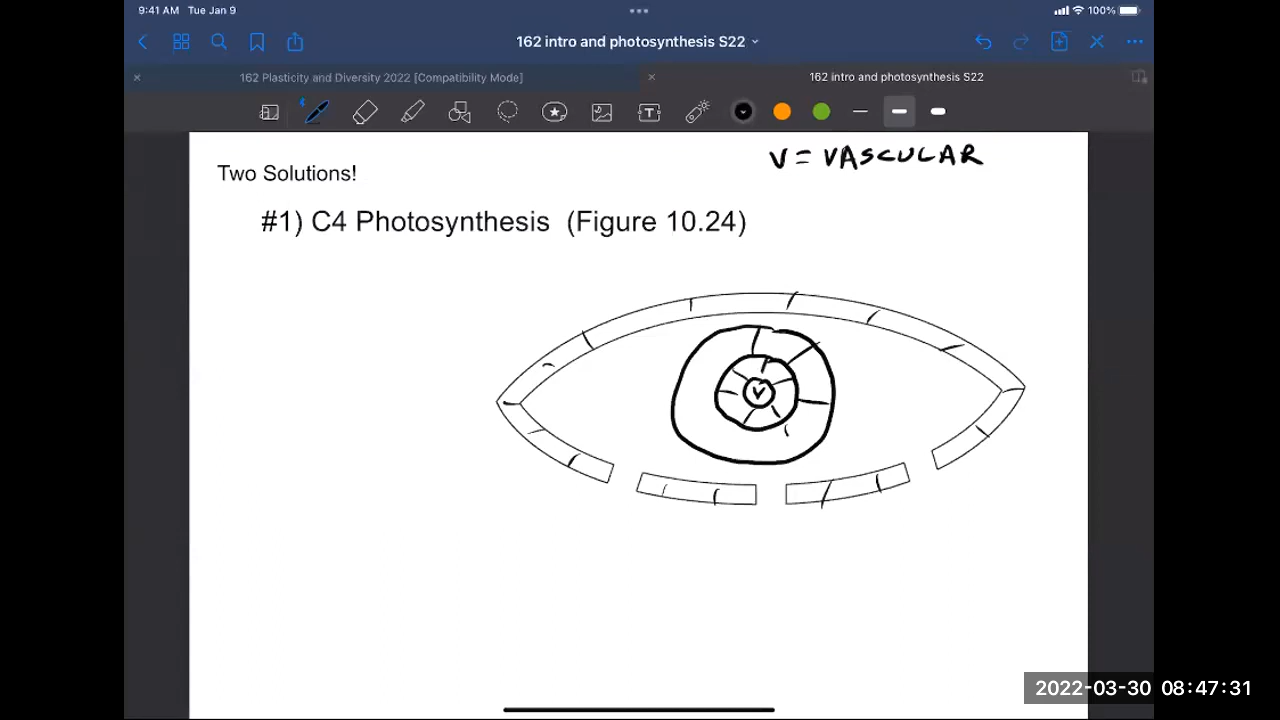 9:41 AM Tue Jan 9
100%
162 intro and photosynthesis S22
162 Plasticity and Diversity 2022 [Compatibility Mode]
162 intro and photosynthesis S22
T
V = VASCULAR
Two Solutions!
#1) C4 Photosynthesis (Figure 10.24)
V
2022-03-30 08:47:31